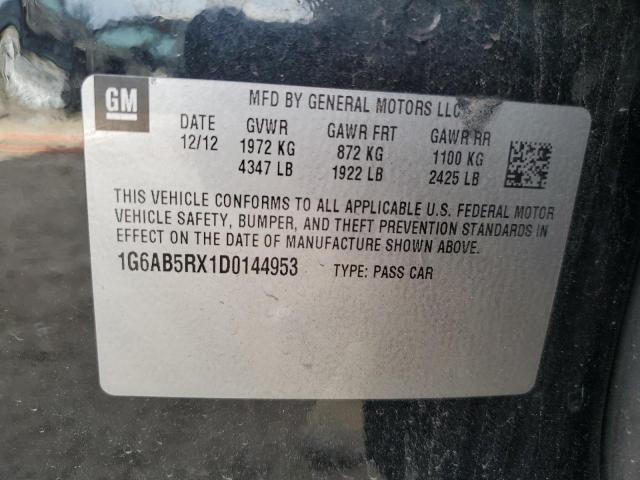 GM
MFD BY GENERAL MOTORS LLC
DATE GVWR GAWR FRT GAWR RR
12/12 1972 KG 872 KG 1100 KG
4347 LB 1922 LB 2425 LB
THIS VEHICLE CONFORMS TO ALL APPLICABLE U.S. FEDERAL MOTOR
VEHICLE SAFETY, BUMPER, AND THEFT PREVENTION STANDARDS IN
EFFECT ON THE DATE OF MANUFACTURE SHOWN ABOVE.
1G6AB5RX1D0144953 TYPE: PASS CAR